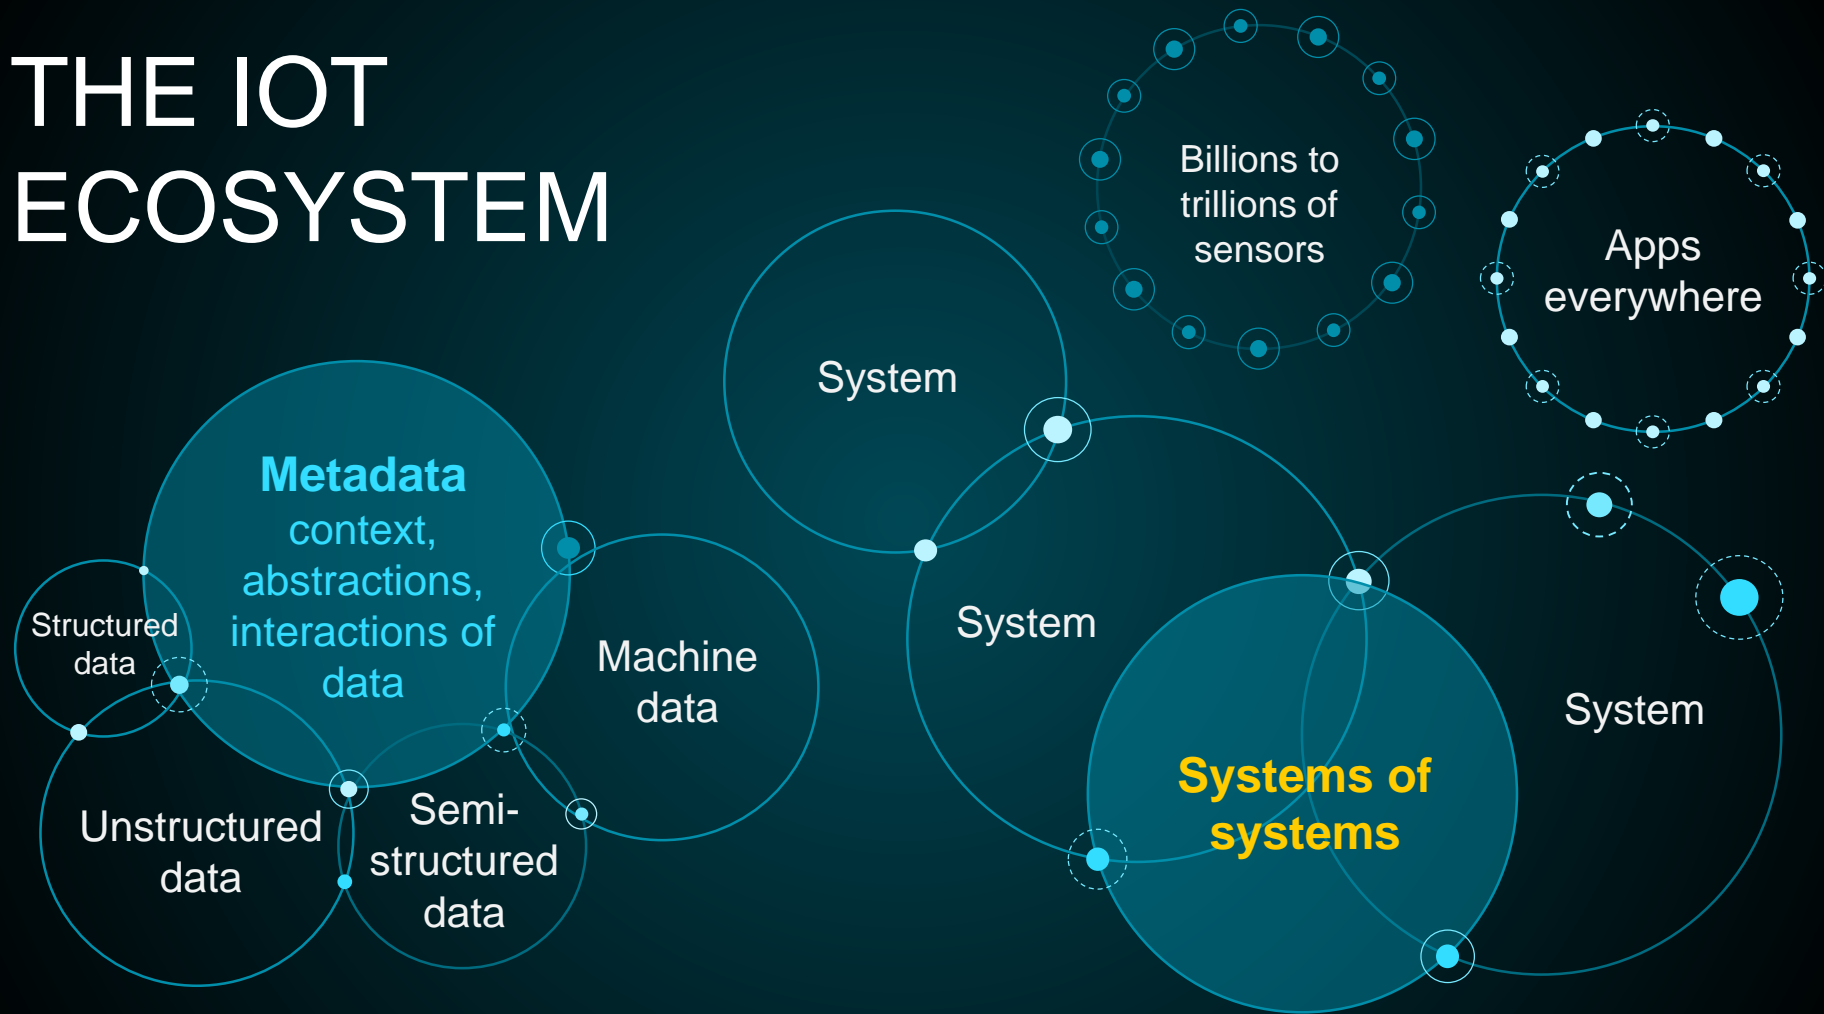 THE IOT
ECOSYSTEM
Billions to
trillions of
sensors
Apps
everywhere
System
Metadata
context,
abstractions,
interactions of
data
Structured
data
Machine
data
System
System
Systems of
systems
Unstructured
data
Semi-
structured
data